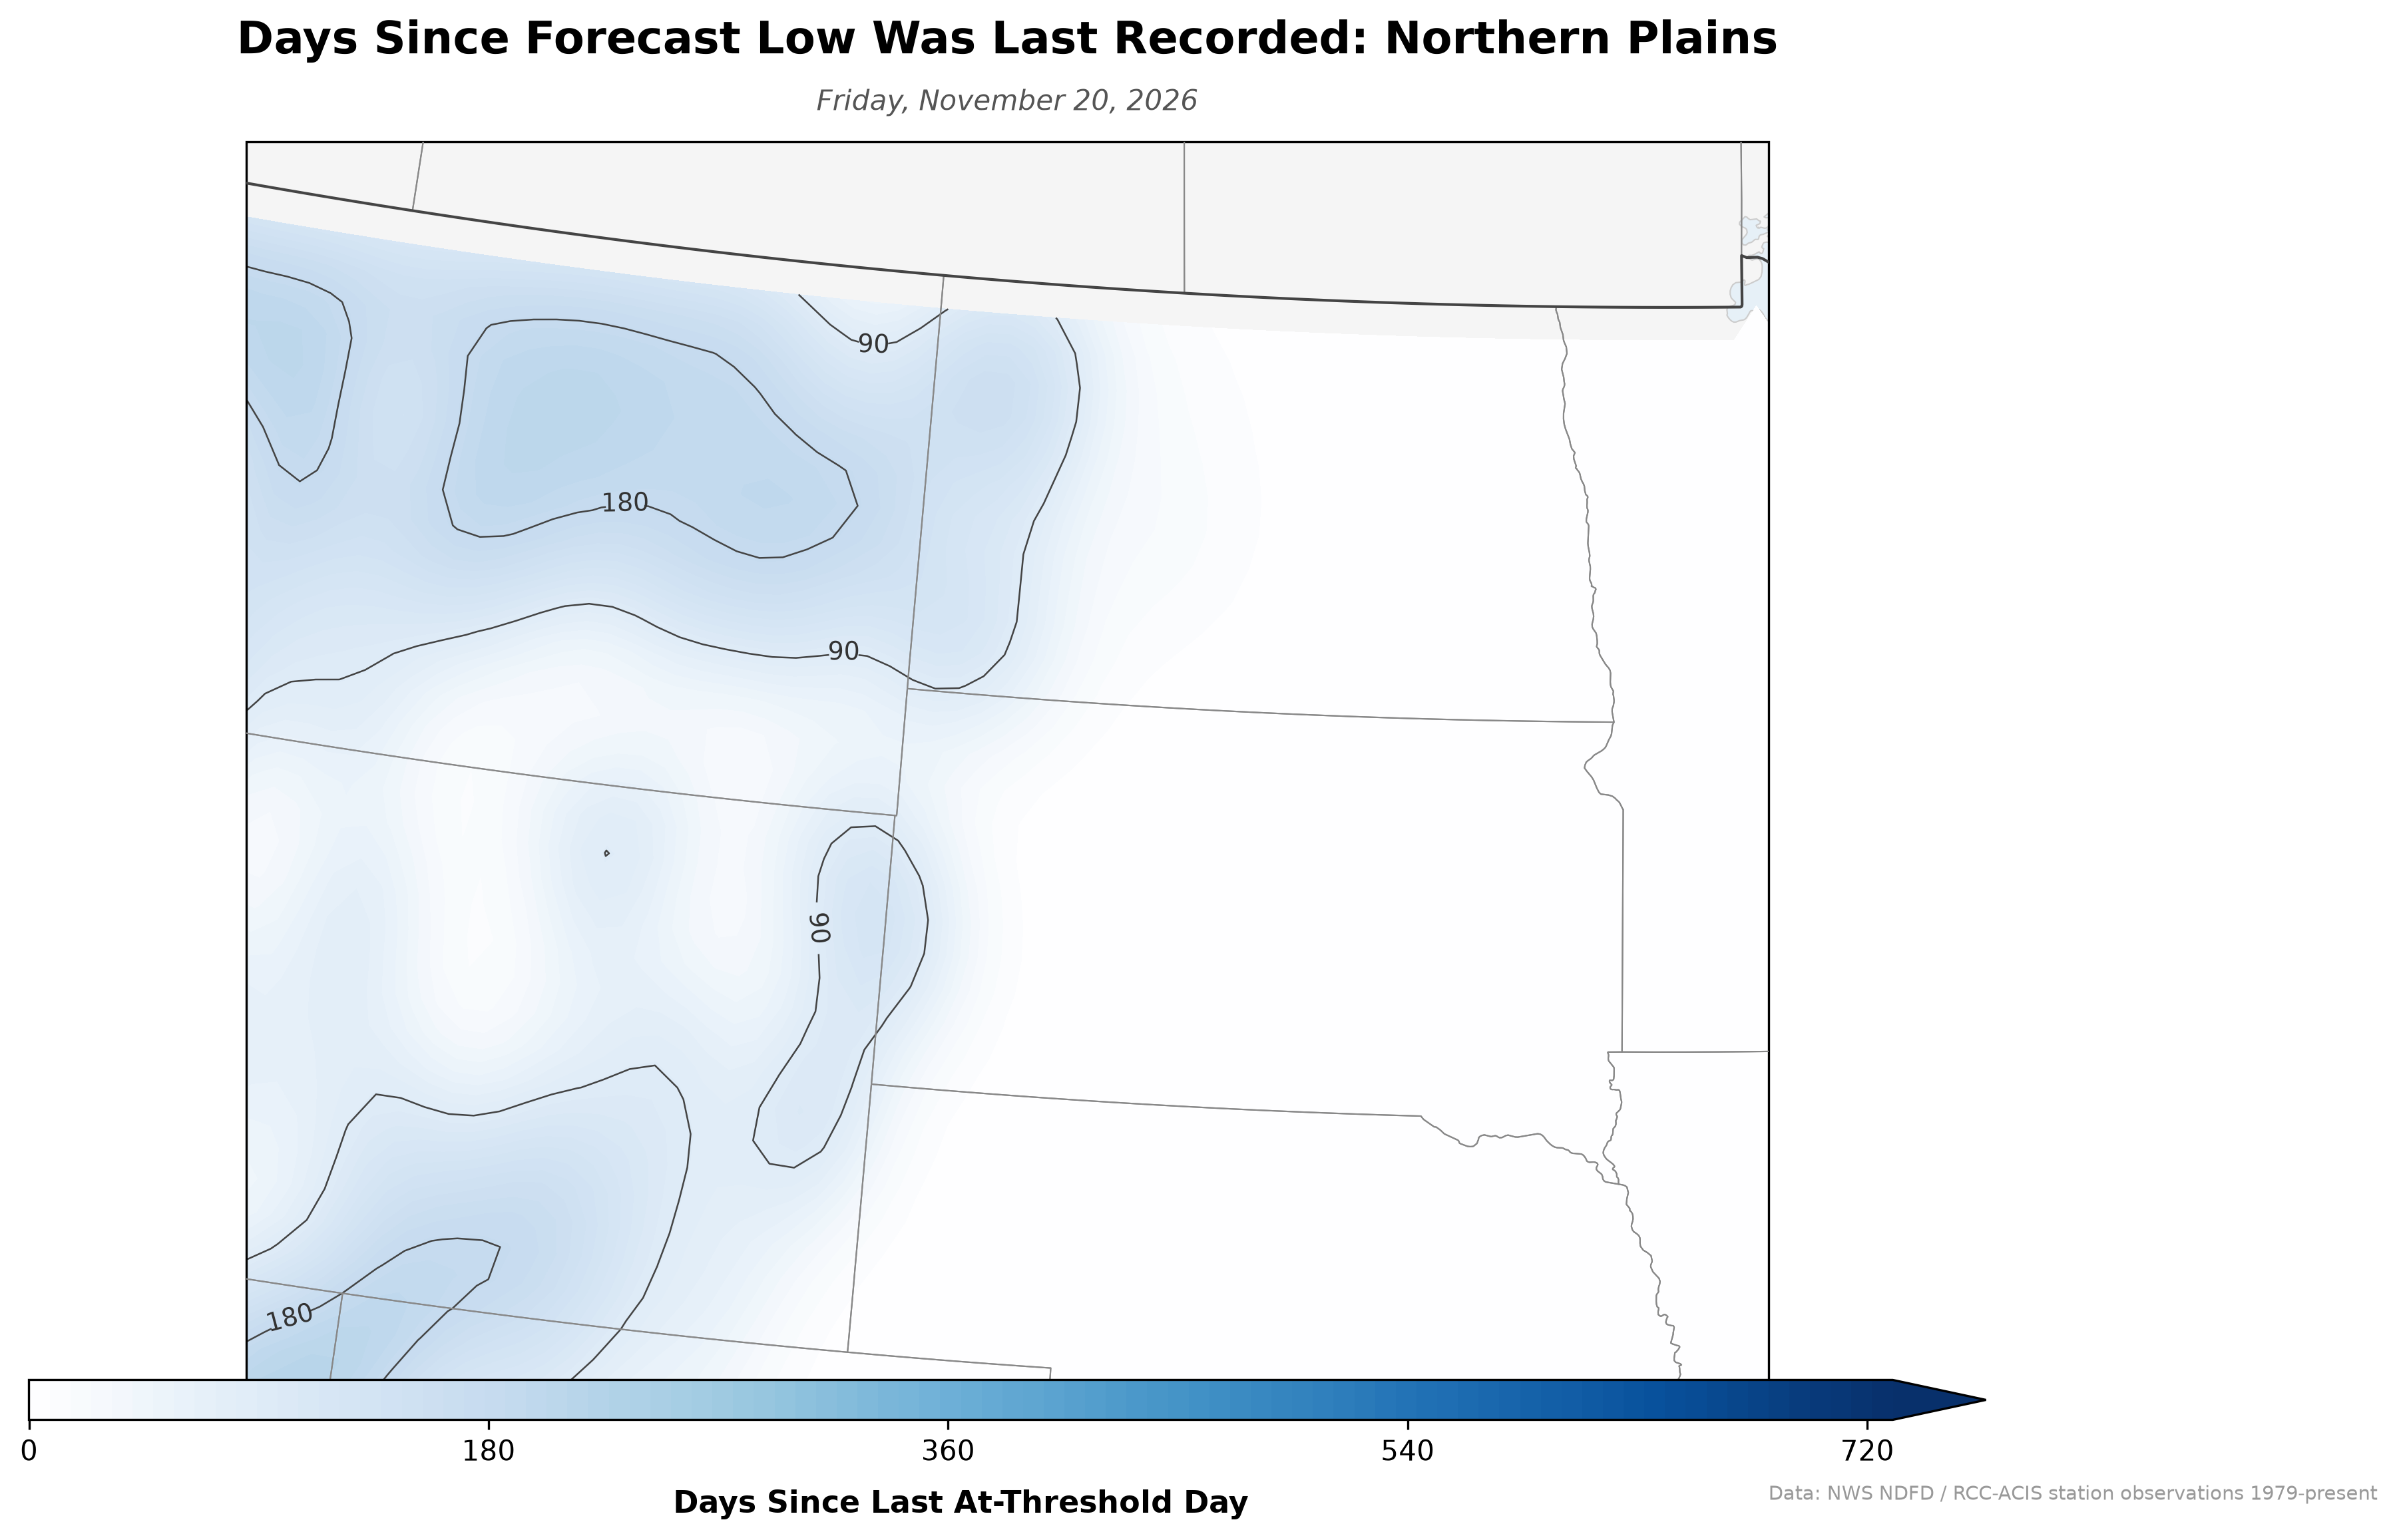 Days Since Forecast Low Was Last Recorded: Northern Plains
Friday, November 20, 2026
90
180
90
90
180
0 180 360 540 720
Days Since Last At-Threshold Day
Data: NWS NDFD / RCC-ACIS station observations 1979-present